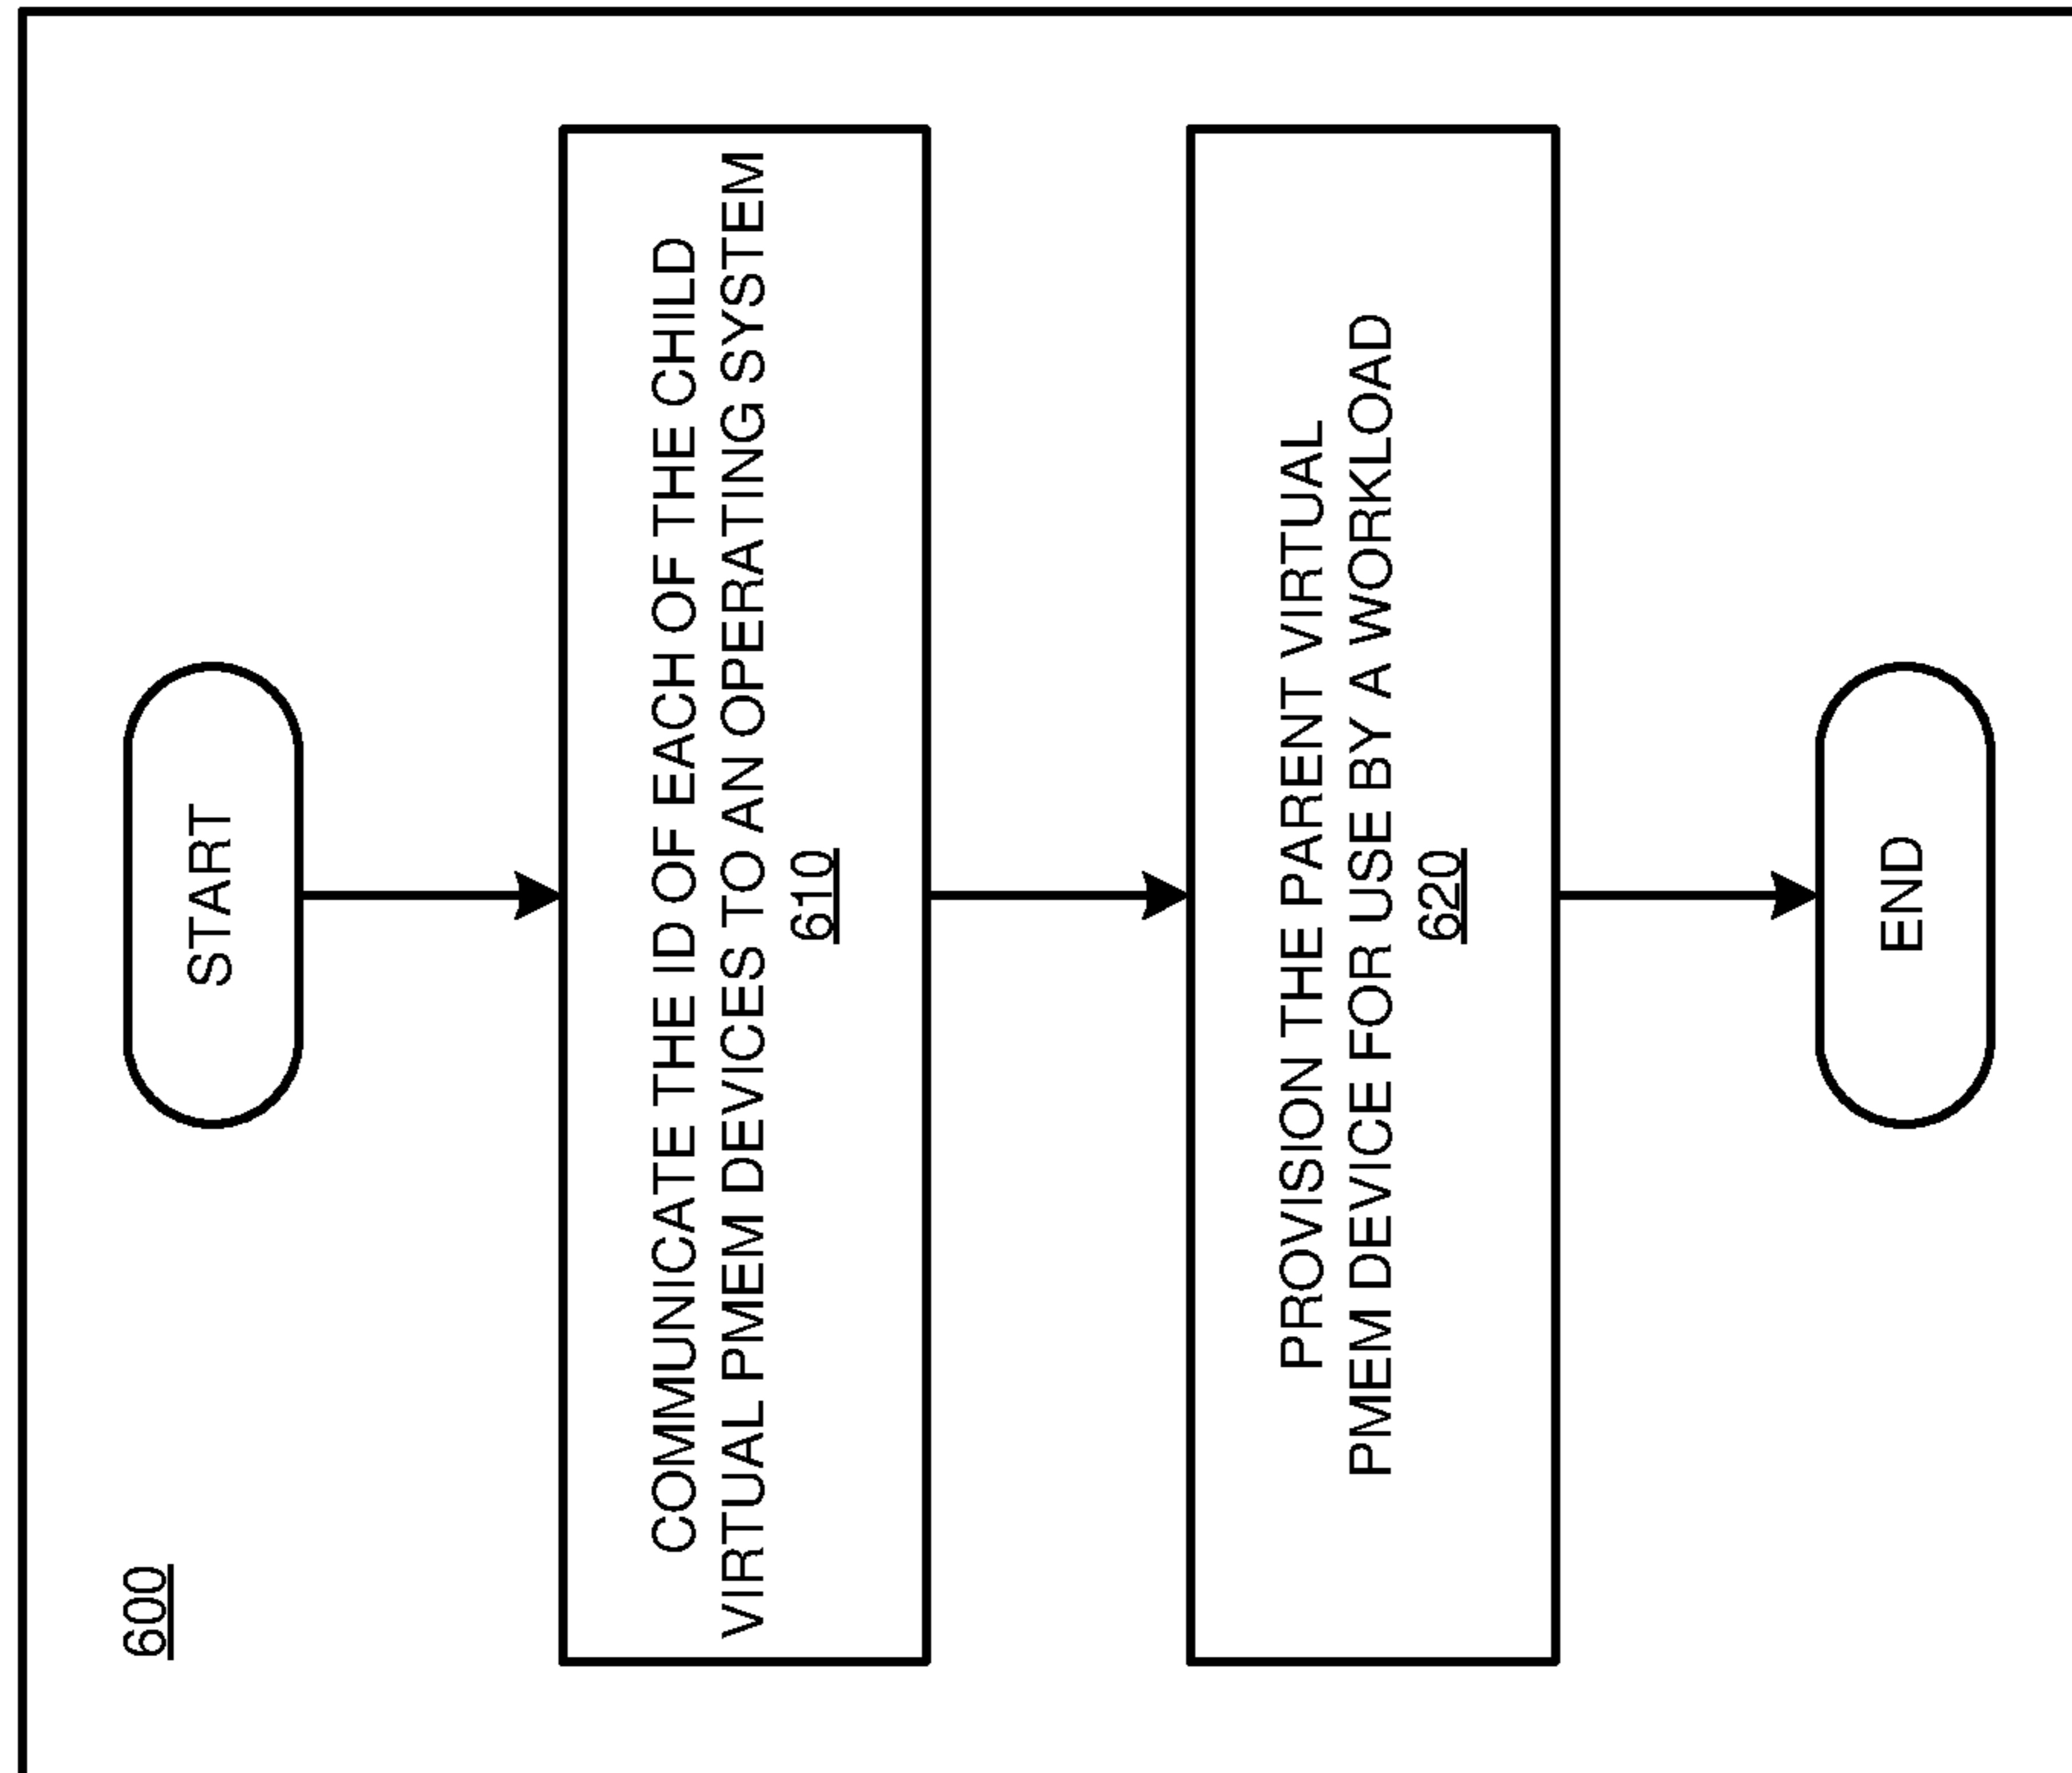 600
START
COMMUNICATE THE ID OF EACH OF THE CHILD
VIRTUAL PMEM DEVICES TO AN OPERATING SYSTEM
610
PROVISION THE PARENT VIRTUAL
PMEM DEVICE FOR USE BY A WORKLOAD
620
END